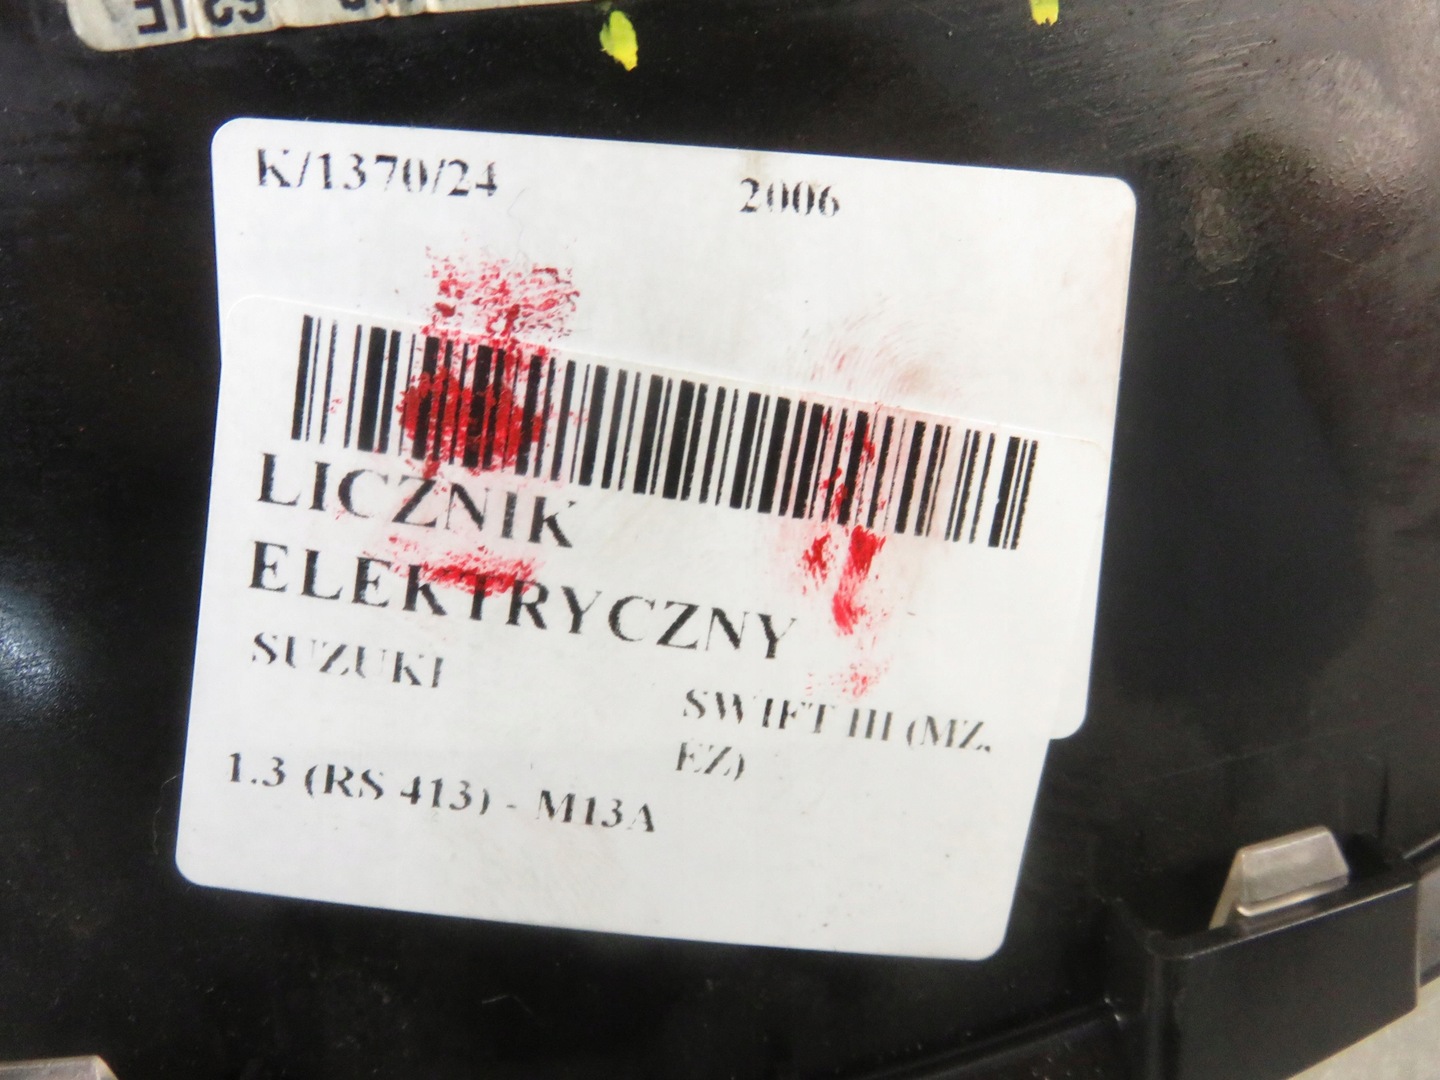 K/1370/24 2006
LICZNIK
ELEKTRYCZNY
SUZUKI
SWIFT III (MZ,
EZ)
1.3 (RS 413) - M13A